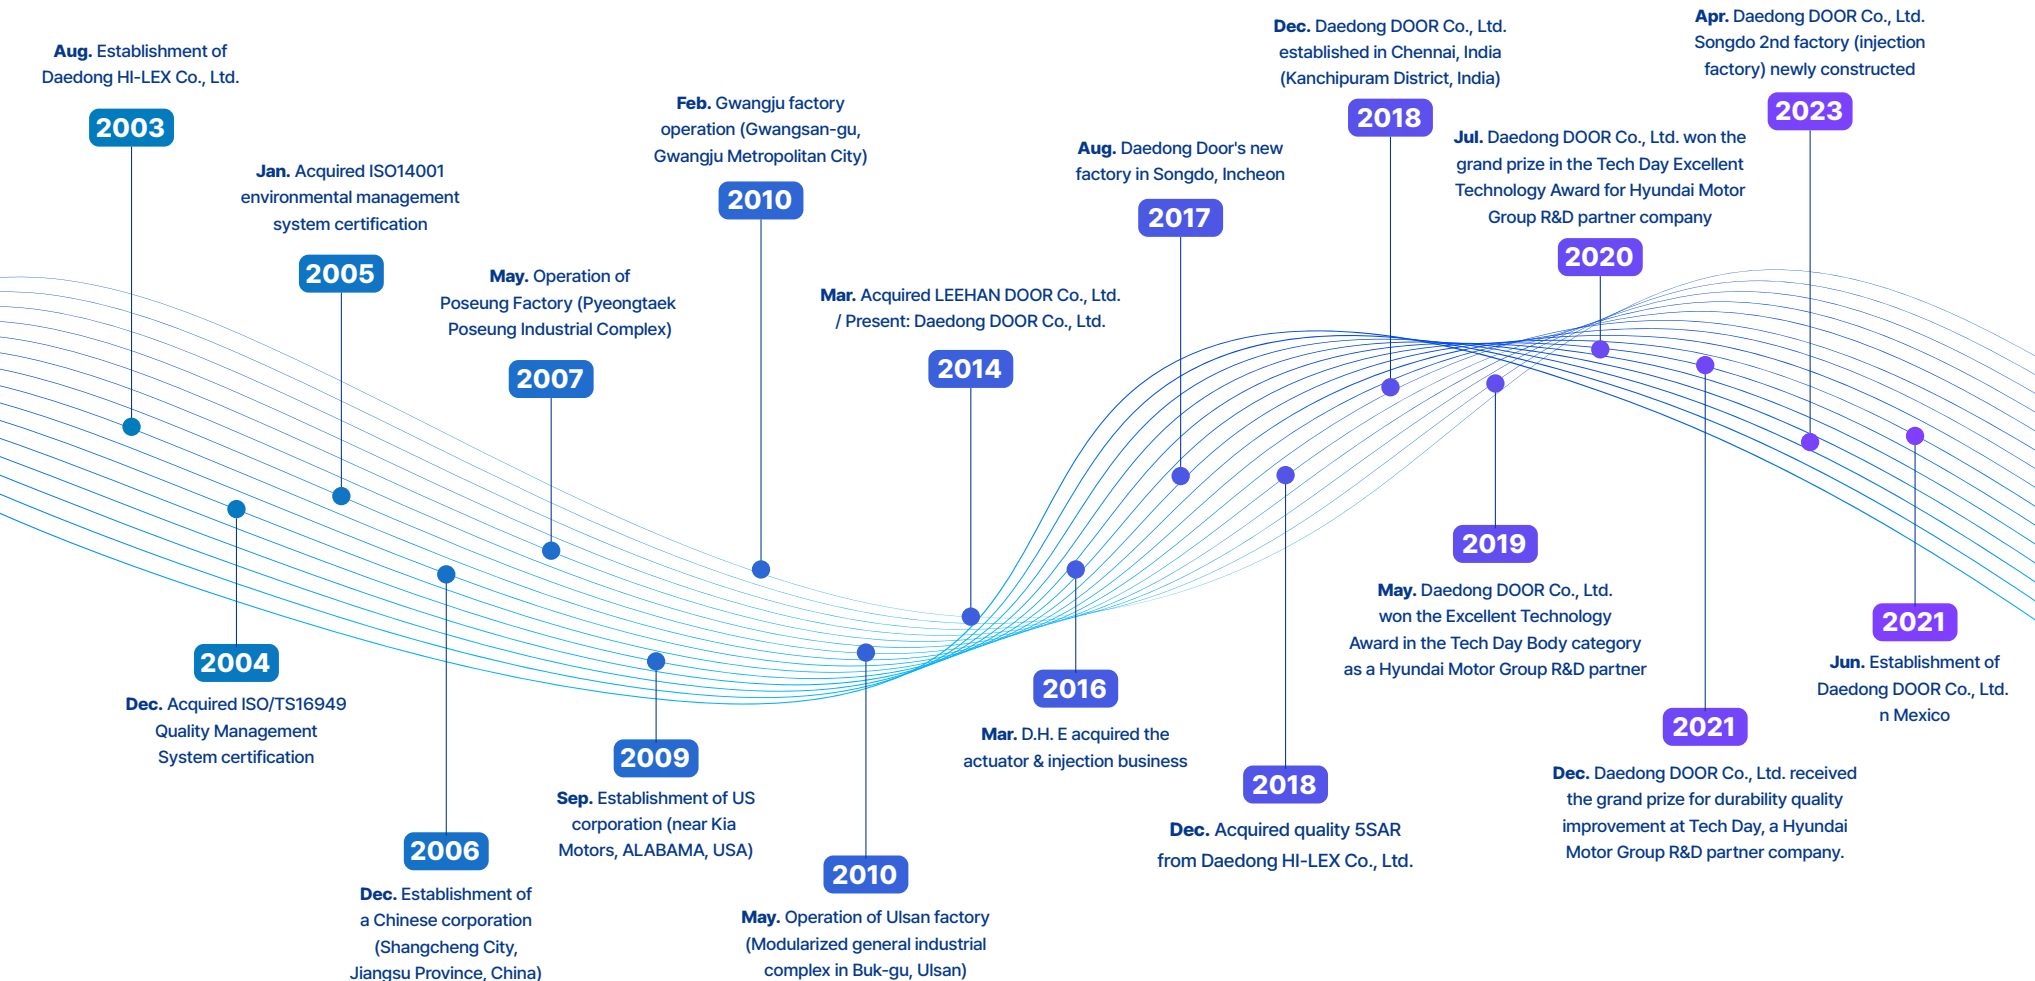 Aug. Establishment of
Daedong HI-LEX Co., Ltd.
2003
2004
Dec. Acquired ISO/TS16949
Quality Management
System certification
Jan. Acquired ISO14001
environmental management
system certification
2005
2006
Dec. Establishment of
a Chinese corporation
(Shangcheng City,
Jiangsu Province, China)
May. Operation of
Poseung Factory (Pyeongtaek
Poseung Industrial Complex)
2007
2009
Sep. Establishment of US
corporation (near Kia
Motors, ALABAMA, USA)
Feb. Gwangju factory
operation (Gwangsan-gu,
Gwangju Metropolitan City)
2010
2010
May. Operation of Ulsan factory
(Modularized general industrial
complex in Buk-gu, Ulsan)
Mar. Acquired LEEHAN DOOR Co., Ltd.
/ Present: Daedong DOOR Co., Ltd.
2014
2016
Mar. D.H. E acquired the
actuator & injection business
Aug. Daedong Door's new
factory in Songdo, Incheon
2017
2018
Dec. Acquired quality 5SAR
from Daedong HI-LEX Co., Ltd.
Dec. Daedong DOOR Co., Ltd.
established in Chennai, India
(Kanchipuram District, India)
2018
2019
May. Daedong DOOR Co., Ltd.
won the Excellent Technology
Award in the Tech Day Body category
as a Hyundai Motor Group R&D partner
Jul. Daedong DOOR Co., Ltd. won the
grand prize in the Tech Day Excellent
Technology Award for Hyundai Motor
Group R&D partner company
2020
2021
Dec. Daedong DOOR Co., Ltd. received
the grand prize for durability quality
improvement at Tech Day, a Hyundai
Motor Group R&D partner company.
Apr. Daedong DOOR Co., Ltd.
Songdo 2nd factory (injection
factory) newly constructed
2023
2021
Jun. Establishment of
Daedong DOOR Co., Ltd.
n Mexico